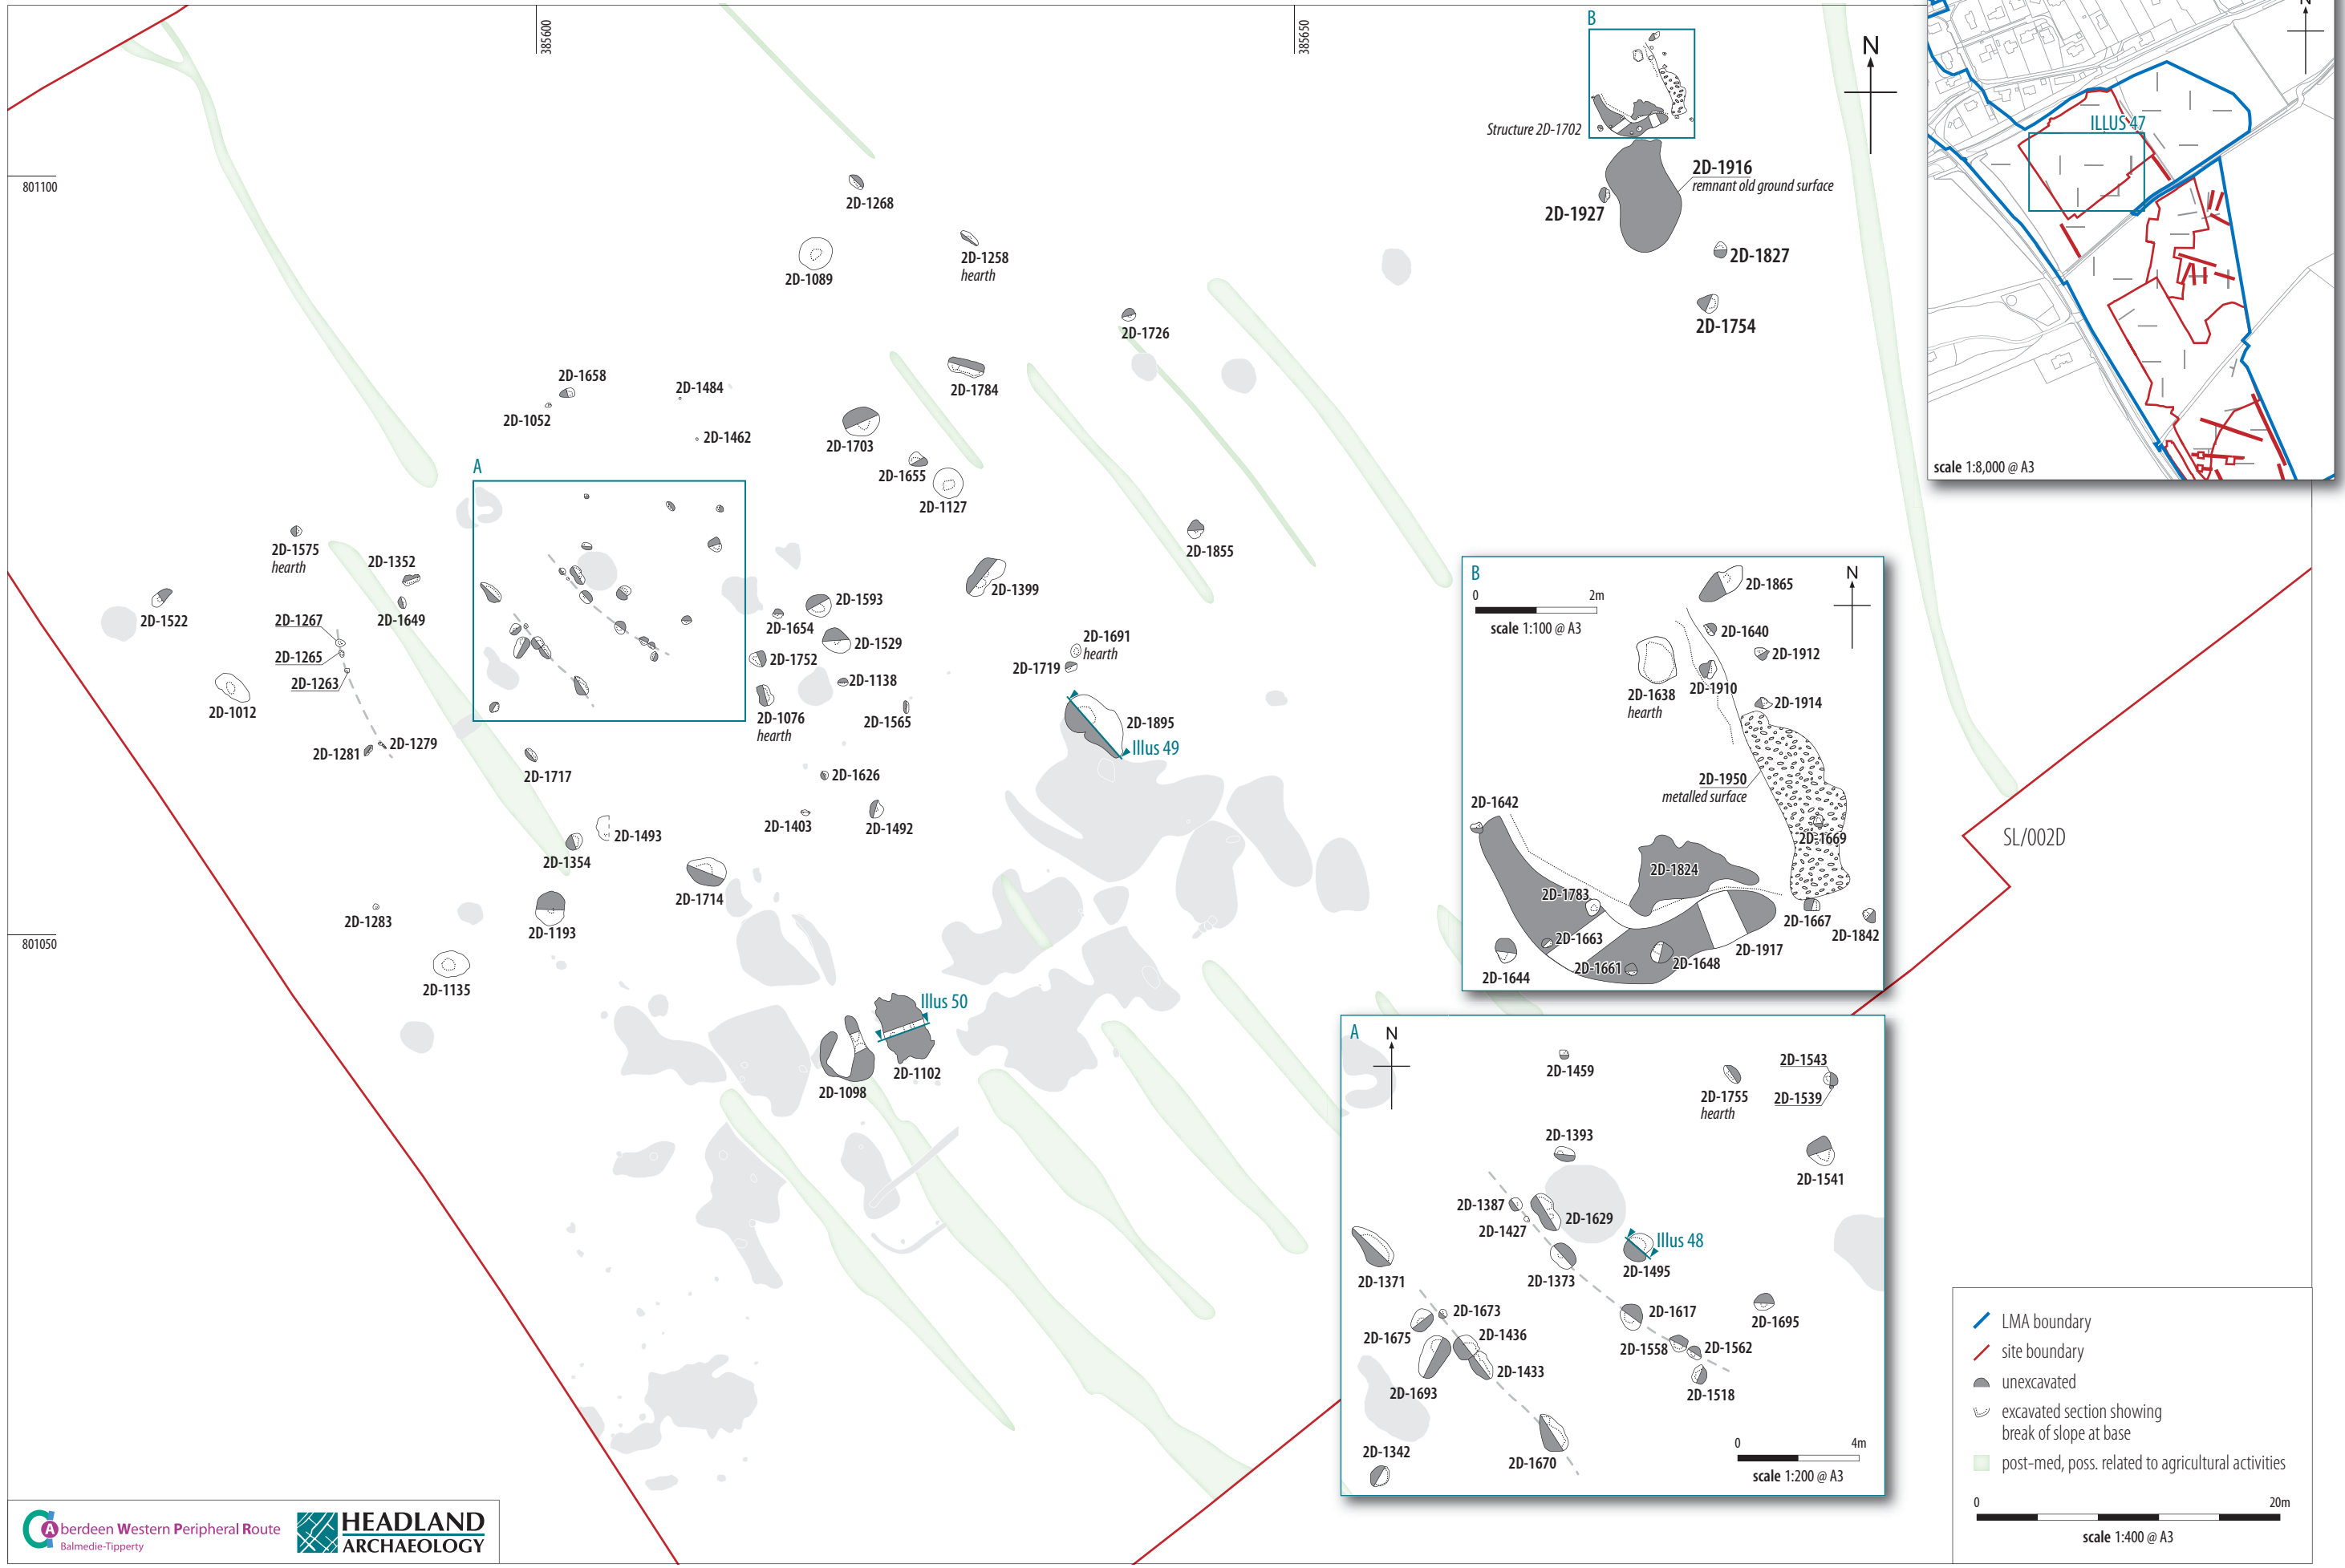 385600
385650
801100
801050
B
Structure 2D-1702
2D-1916
remnant old ground surface
2D-1927
2D-1827
2D-1754
N
N
ILLUS 47
scale 1:8,000 @ A3
2D-1268
2D-1089
2D-1258
hearth
2D-1726
2D-1658
2D-1052
2D-1484
2D-1462
2D-1784
2D-1703
2D-1655
2D-1127
A
2D-1575
hearth
2D-1352
2D-1522
2D-1649
2D-1267
2D-1265
2D-1263
2D-1012
2D-1281
2D-1279
2D-1855
2D-1399
2D-1593
2D-1654
2D-1529
2D-1752
2D-1138
2D-1076
hearth
2D-1565
2D-1691
hearth
2D-1719
2D-1895
Illus 49
2D-1717
2D-1626
2D-1403
2D-1492
2D-1493
2D-1354
2D-1714
2D-1283
2D-1193
2D-1135
Illus 50
2D-1102
2D-1098
SL/002D
B
0 2m
scale 1:100 @ A3
N
2D-1865
2D-1640
2D-1912
2D-1638
hearth
2D-1910
2D-1914
2D-1950
metalled surface
2D-1642
2D-1669
2D-1824
2D-1783
2D-1667
2D-1842
2D-1663
2D-1917
2D-1644
2D-1661
2D-1648
A
N
2D-1459
2D-1755
hearth
2D-1543
2D-1539
2D-1393
2D-1541
2D-1387
2D-1629
2D-1427
Illus 48
2D-1371
2D-1373
2D-1495
2D-1673
2D-1617
2D-1695
2D-1675
2D-1436
2D-1558
2D-1562
2D-1433
2D-1693
2D-1518
2D-1342
2D-1670
0 4m
scale 1:200 @ A3
LMA boundary
site boundary
unexcavated
excavated section showing
break of slope at base
post-med, poss. related to agricultural activities
0 20m
scale 1:400 @ A3
Aberdeen Western Peripheral Route
Balmedie-Tipperty
HEADLAND
ARCHAEOLOGY